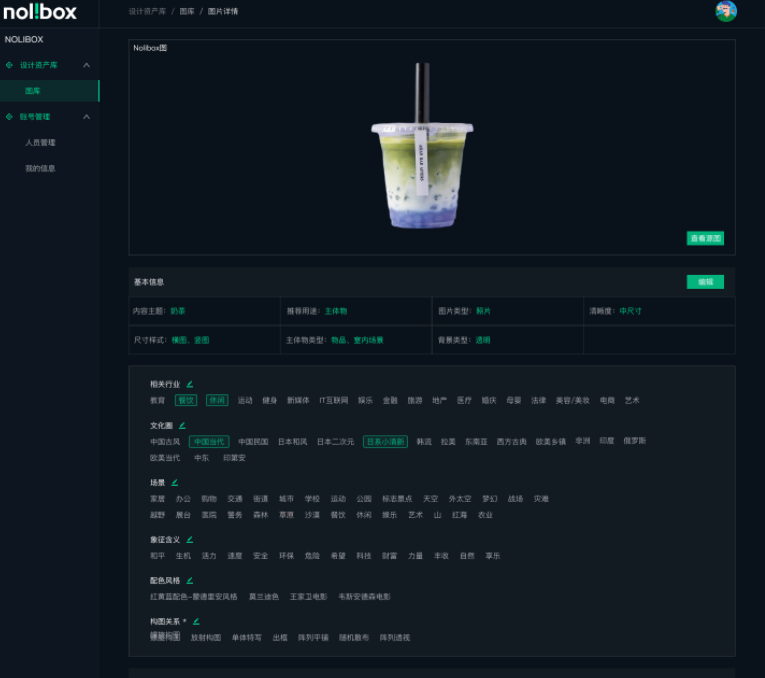 nolibox
设计资产库 / 图库 / 图片详情
NOLIBOX
设计资产库
图库
账号管理
人员管理
我的信息
Nolibox图
查看原图
基本信息
编辑
内容主题：奶茶
推荐用途：主体物
图片类型：照片
清晰度：中尺寸
尺寸样式：横图、竖图
主体物类型：物品、室内场景
背景类型：透明
相关行业
教育 餐饮 休闲 运动 健身 新媒体 IT互联网 娱乐 金融 旅游 地产 医疗 婚庆 母婴 法律 美容/美妆 电商 艺术
文化圈
中国古风 中国当代 中国民国 日本和风 日本二次元 日系小清新 韩流 拉美 东南亚 西方古典 欧美乡镇 非洲 印度 俄罗斯
欧美当代 中东 印第安
场景
家居 办公 购物 交通 街道 城市 学校 运动 公园 标志景点 天空 外太空 梦幻 战场 灾难
越野 展台 医院 警务 森林 草原 沙漠 餐饮 休闲 娱乐 艺术 山 江海 农业
象征含义
和平 生机 活力 速度 安全 环保 危险 希望 科技 财富 力量 丰收 自然 享乐
配色风格
红黄蓝配色-蒙德里安风格 莫兰迪色 王家卫电影 韦斯安德森电影
构图关系 *
放射构图 单体特写 出框 阵列平铺 随机散布 阵列透视